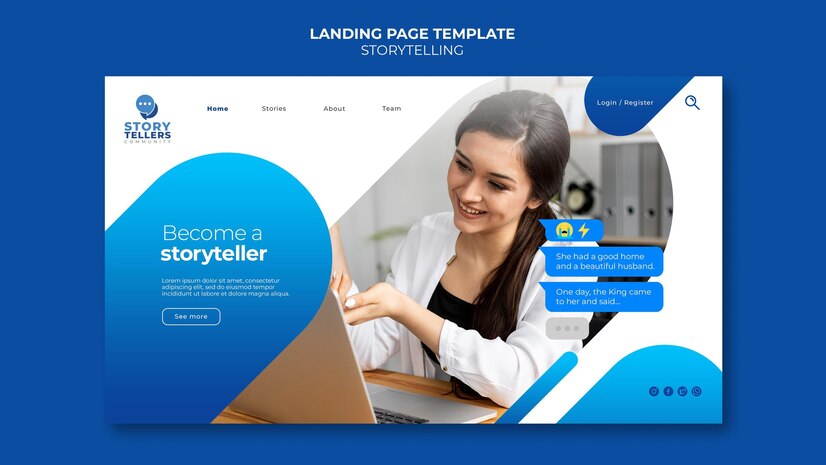 LANDING PAGE TEMPLATE
STORYTELLING
STORY
TELLERS
COMMUNITY
Home
Stories
About
Team
Login / Register
Become a
storyteller
Lorem ipsum dolor sit amet, consectetur
adipiscing elit, sed do eiusmod tempor
incididunt ut labore et dolore magna aliqua.
See more
She had a good home
and a beautiful husband.
One day, the King came
to her and said...